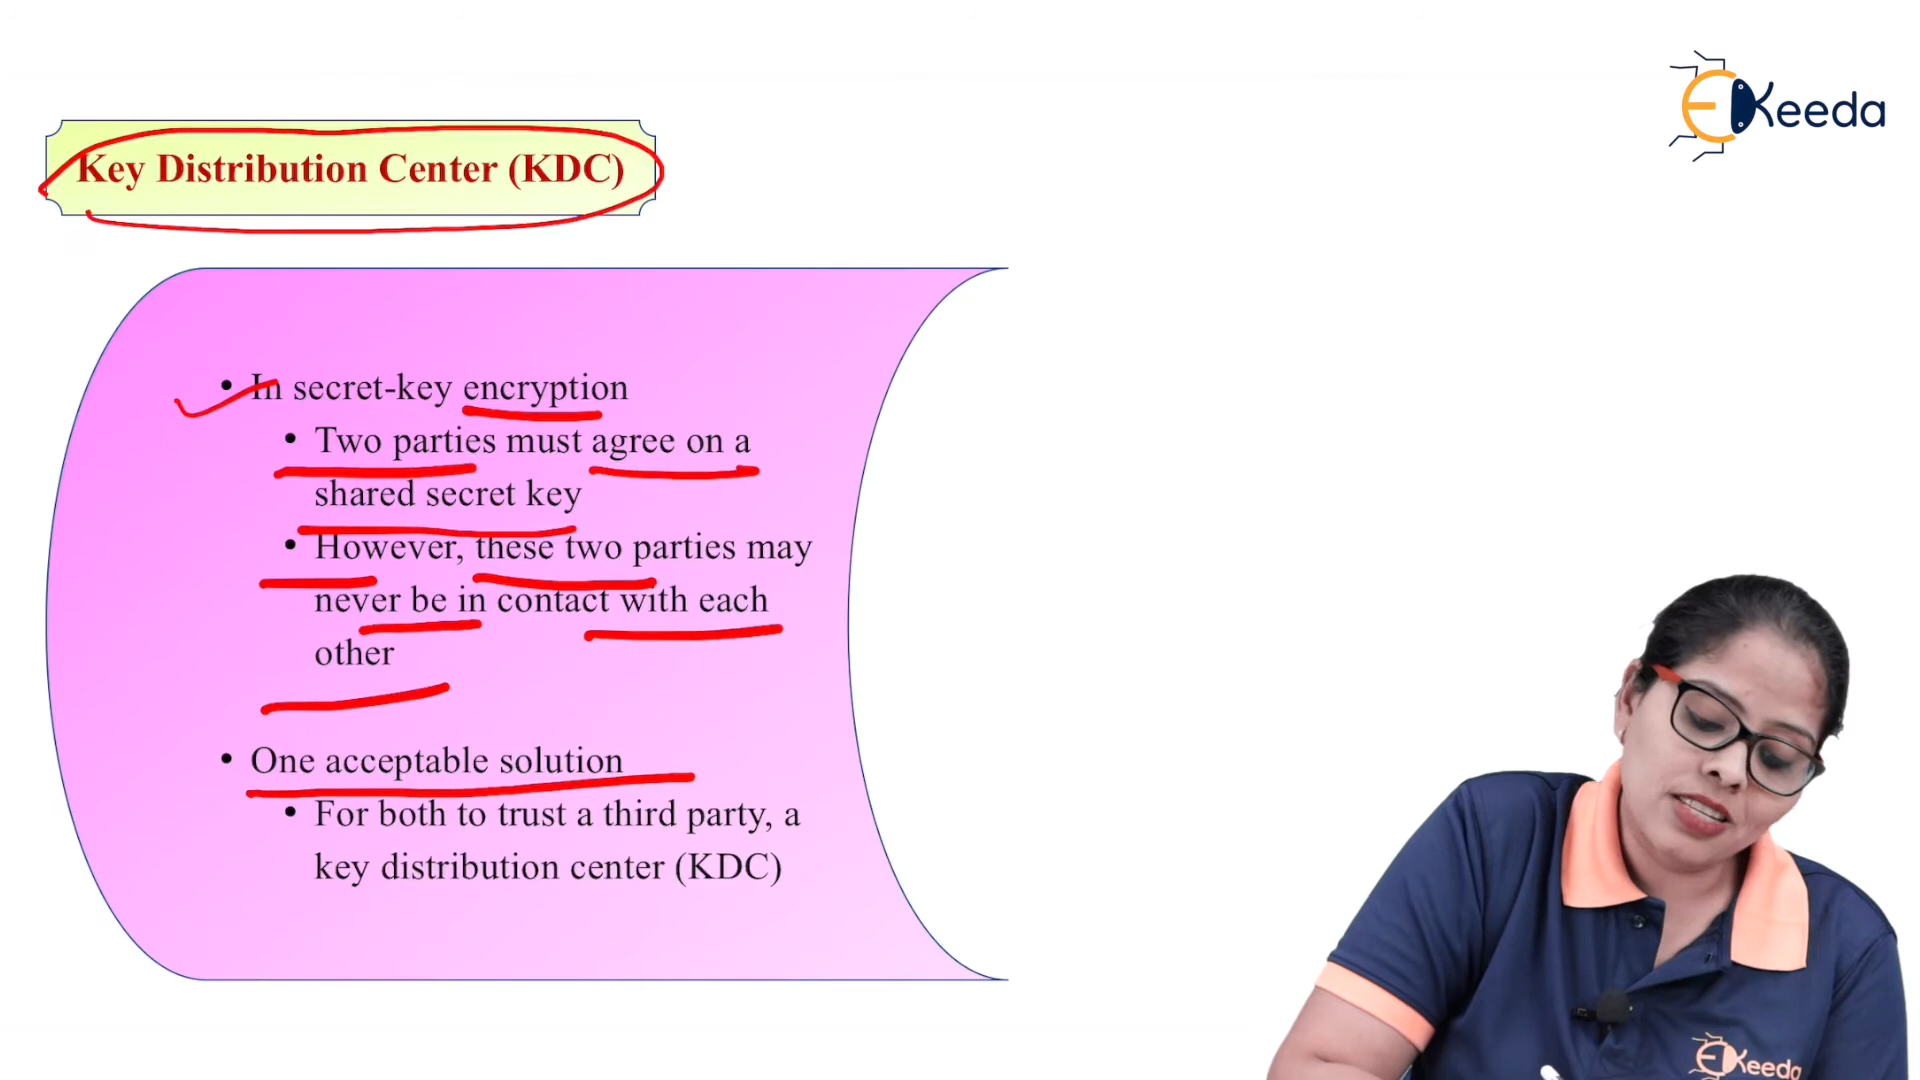 EKeeda
Key Distribution Center (KDC)
• In secret-key encryption
• Two parties must agree on a
shared secret key
• However, these two parties may
never be in contact with each
other
• One acceptable solution
• For both to trust a third party, a
key distribution center (KDC)
EKeeda